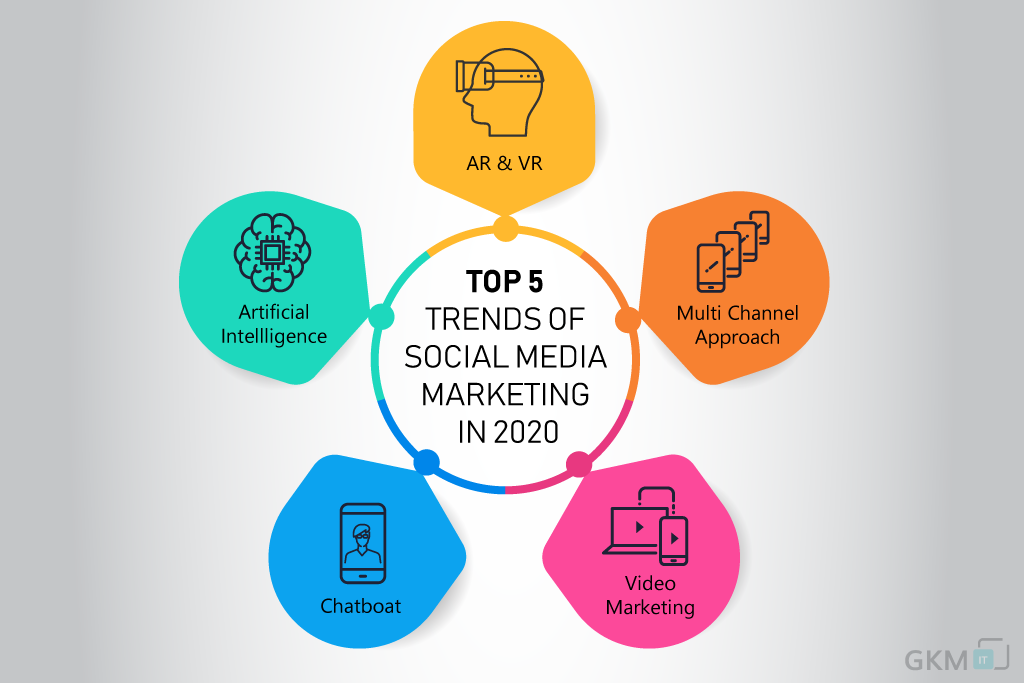 AR & VR
Artificial
Intellligence
Multi Channel
Approach
TOP 5
TRENDS OF
SOCIAL MEDIA
MARKETING
IN 2020
Chatboat
Video
Marketing
GKM IT